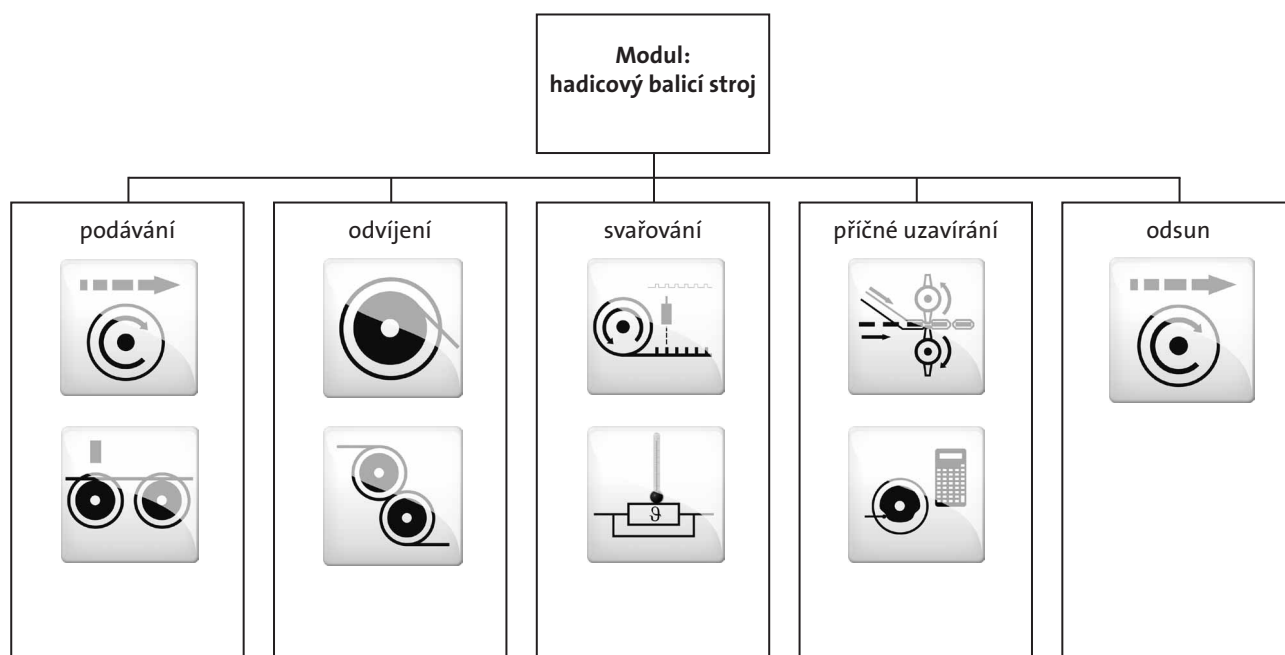 Modul:
hadicový balicí stroj
podávání
odvíjení
svařování
příčné uzavírání
odsun
ϑ